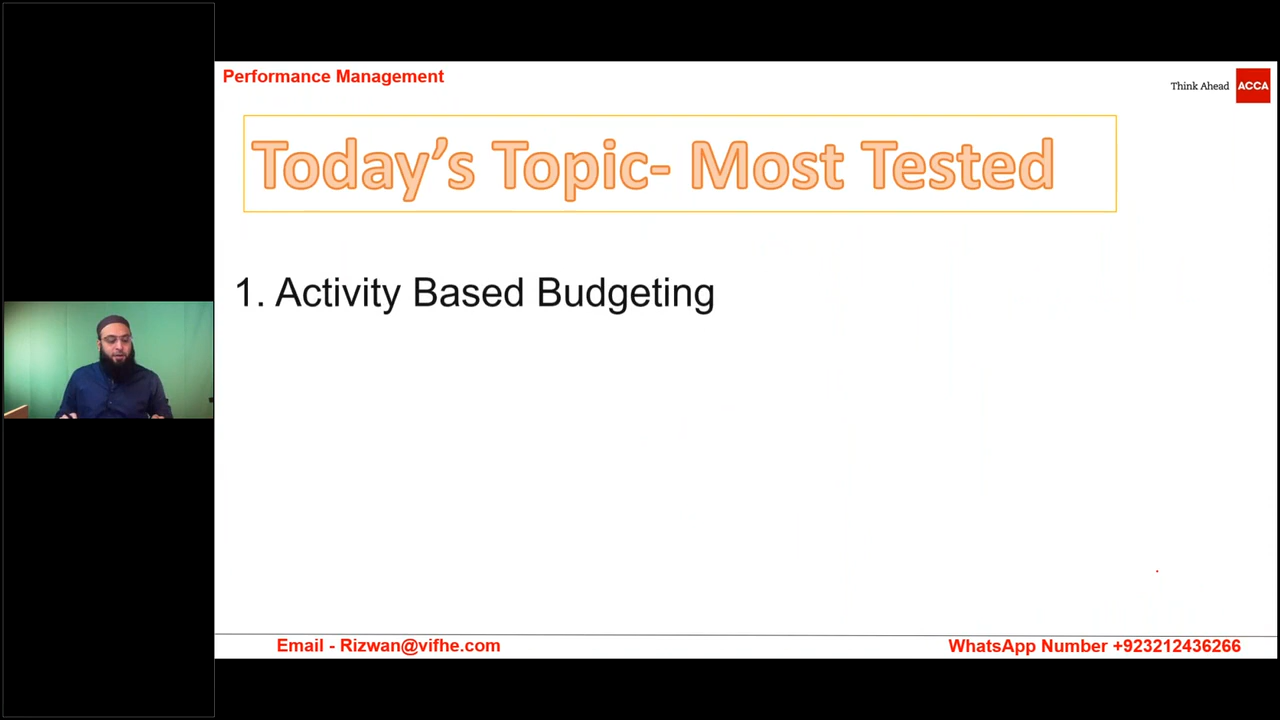 Performance Management
Think Ahead ACCA
Today’s Topic- Most Tested
1. Activity Based Budgeting
Email - Rizwan@vifhe.com
WhatsApp Number +923212436266